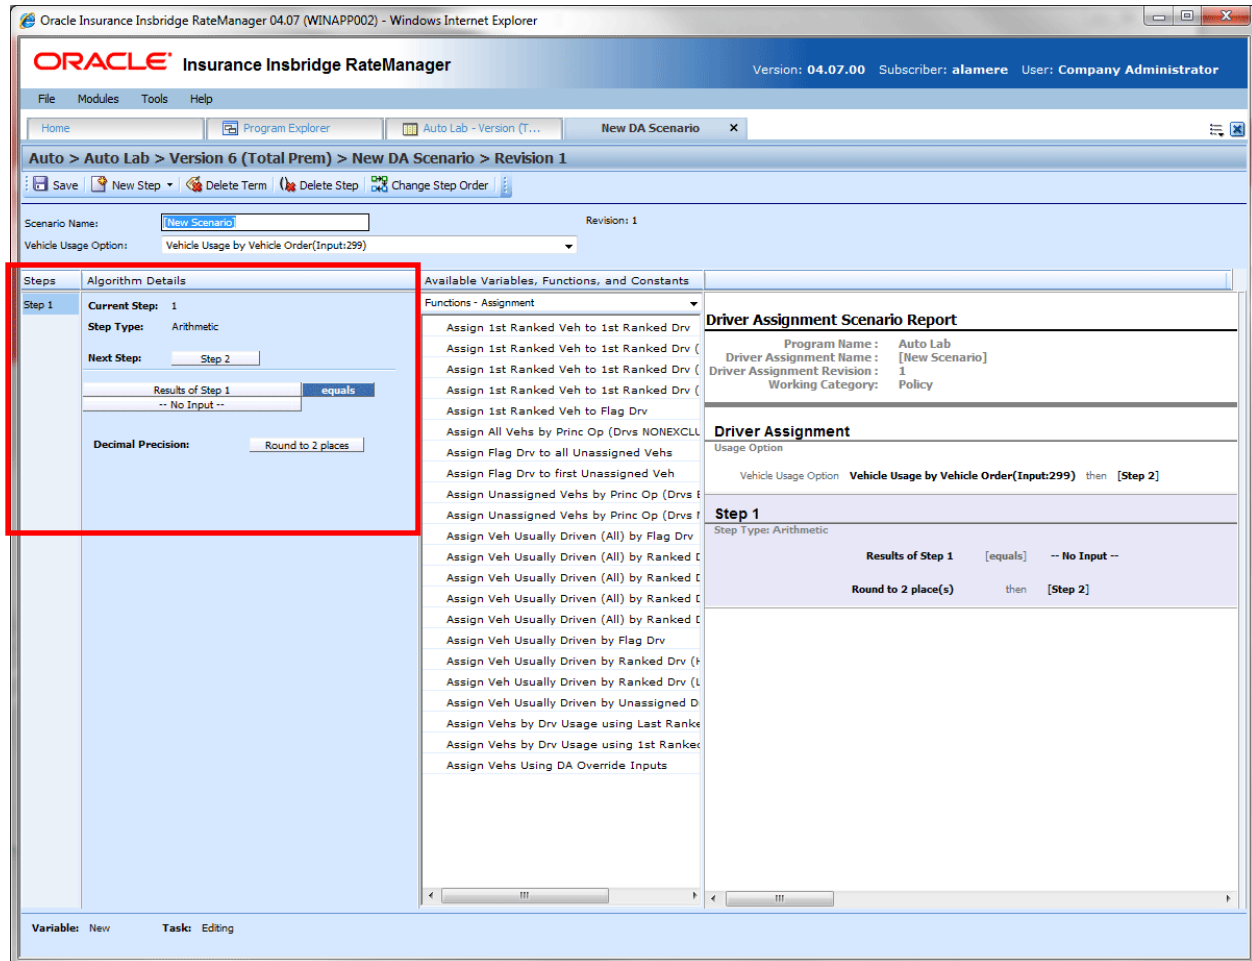 Oracle Insurance Insbridge RateManager 04.07 (WINAPP002) - Windows Internet Explorer
ORACLE Insurance Insbridge RateManager
Version: 04.07.00 Subscriber: alamere User: Company Administrator
File Modules Tools Help
Home Program Explorer Auto Lab - Version (T... New DA Scenario
Auto > Auto Lab > Version 6 (Total Prem) > New DA Scenario > Revision 1
Save New Step Delete Term Delete Step Change Step Order
Scenario Name: [New Scenario] Revision: 1
Vehicle Usage Option: Vehicle Usage by Vehicle Order(Input:299)
Steps Algorithm Details Available Variables, Functions, and Constants
Step 1
Current Step: 1
Step Type: Arithmetic
Next Step: Step 2
Results of Step 1 equals
-- No Input --
Decimal Precision: Round to 2 places
Functions - Assignment
Assign 1st Ranked Veh to 1st Ranked Drv
Assign 1st Ranked Veh to 1st Ranked Drv (
Assign 1st Ranked Veh to 1st Ranked Drv (
Assign 1st Ranked Veh to 1st Ranked Drv (
Assign 1st Ranked Veh to Flag Drv
Assign All Vehs by Princ Op (Drvs NONEXCLU
Assign Flag Drv to all Unassigned Vehs
Assign Flag Drv to first Unassigned Veh
Assign Unassigned Vehs by Princ Op (Drvs
Assign Unassigned Vehs by Princ Op (Drvs
Assign Veh Usually Driven (All) by Flag Drv
Assign Veh Usually Driven (All) by Ranked
Assign Veh Usually Driven (All) by Ranked
Assign Veh Usually Driven (All) by Ranked
Assign Veh Usually Driven (All) by Ranked
Assign Veh Usually Driven by Flag Drv
Assign Veh Usually Driven by Ranked Drv (
Assign Veh Usually Driven by Ranked Drv (
Assign Veh Usually Driven by Unassigned D
Assign Vehs by Drv Usage using Last Ranke
Assign Vehs by Drv Usage using 1st Ranked
Assign Vehs Using DA Override Inputs
Driver Assignment Scenario Report
Program Name : Auto Lab
Driver Assignment Name : [New Scenario]
Driver Assignment Revision : 1
Working Category: Policy
Driver Assignment
Usage Option
Vehicle Usage Option Vehicle Usage by Vehicle Order(Input:299) then [Step 2]
Step 1
Step Type: Arithmetic
Results of Step 1 [equals] -- No Input --
Round to 2 place(s) then [Step 2]
Variable: New Task: Editing